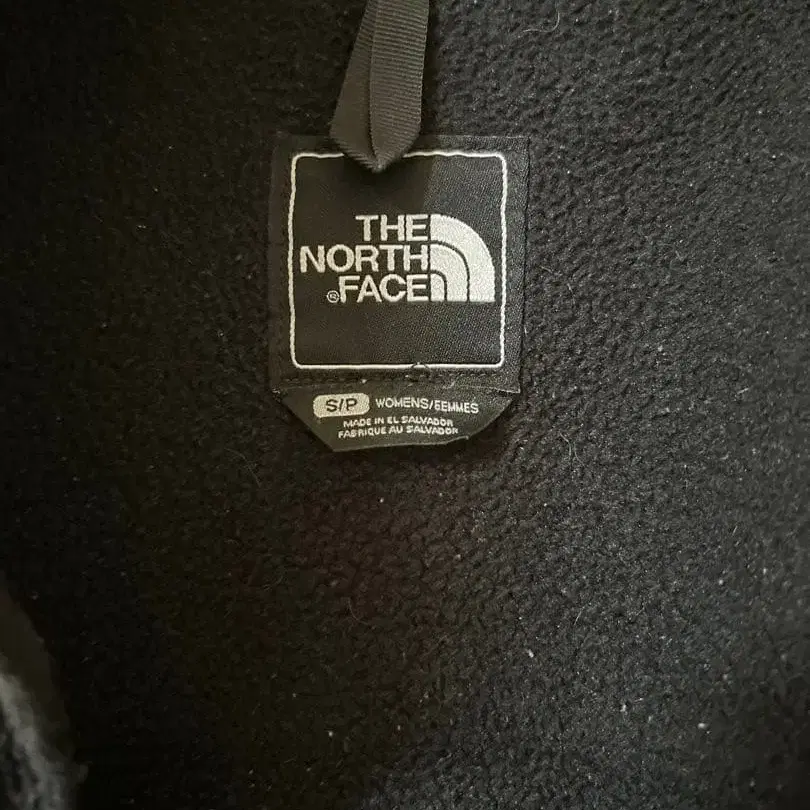 THE
NORTH
®FACE
S/P WOMENS/FEMMES
MADE IN EL SALVADOR
FABRIQUE AU SALVADOR